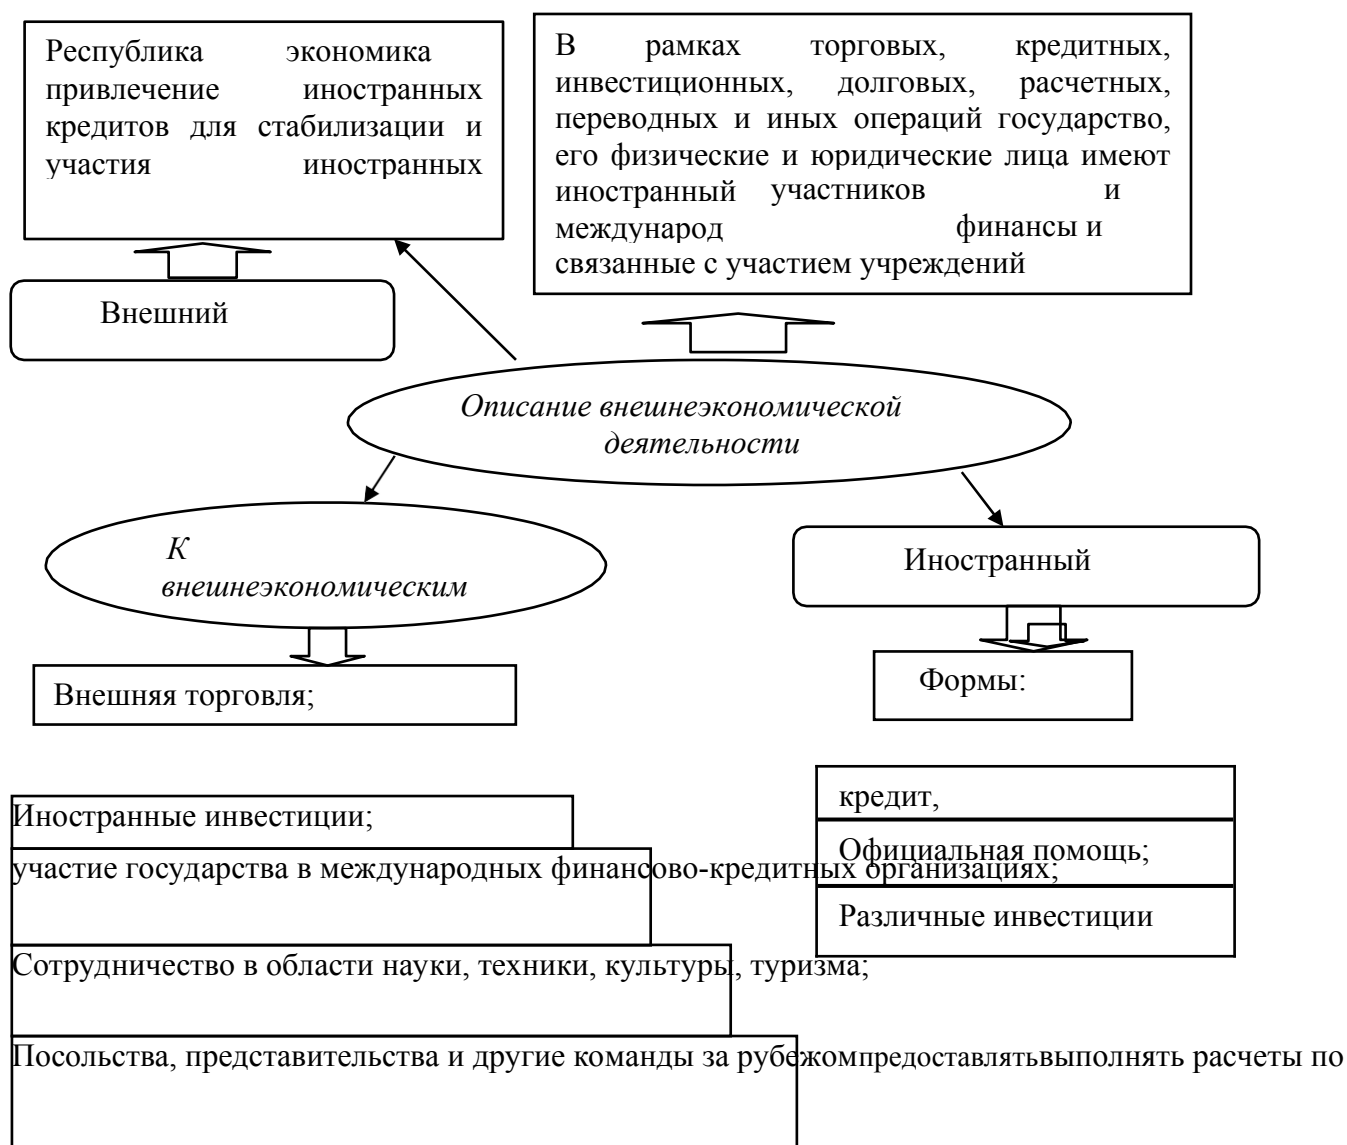 Республика экономика
привлечение иностранных
кредитов для стабилизации и
участия иностранных
В рамках торговых, кредитных,
инвестиционных, долговых, расчетных,
переводных и иных операций государство,
его физические и юридические лица имеют
иностранный участников и
международ финансы и
связанные с участием учреждений
Внешний
Описание внешнеэкономической
деятельности
К
внешнеэкономическим
Иностранный
Внешняя торговля;
Формы:
Иностранные инвестиции;
участие государства в международных финансово-кредитных организациях;
Сотрудничество в области науки, техники, культуры, туризма;
Посольства, представительства и другие команды за рубежомпредоставлятьвыполнять расчеты по
кредит,
Официальная помощь;
Различные инвестиции